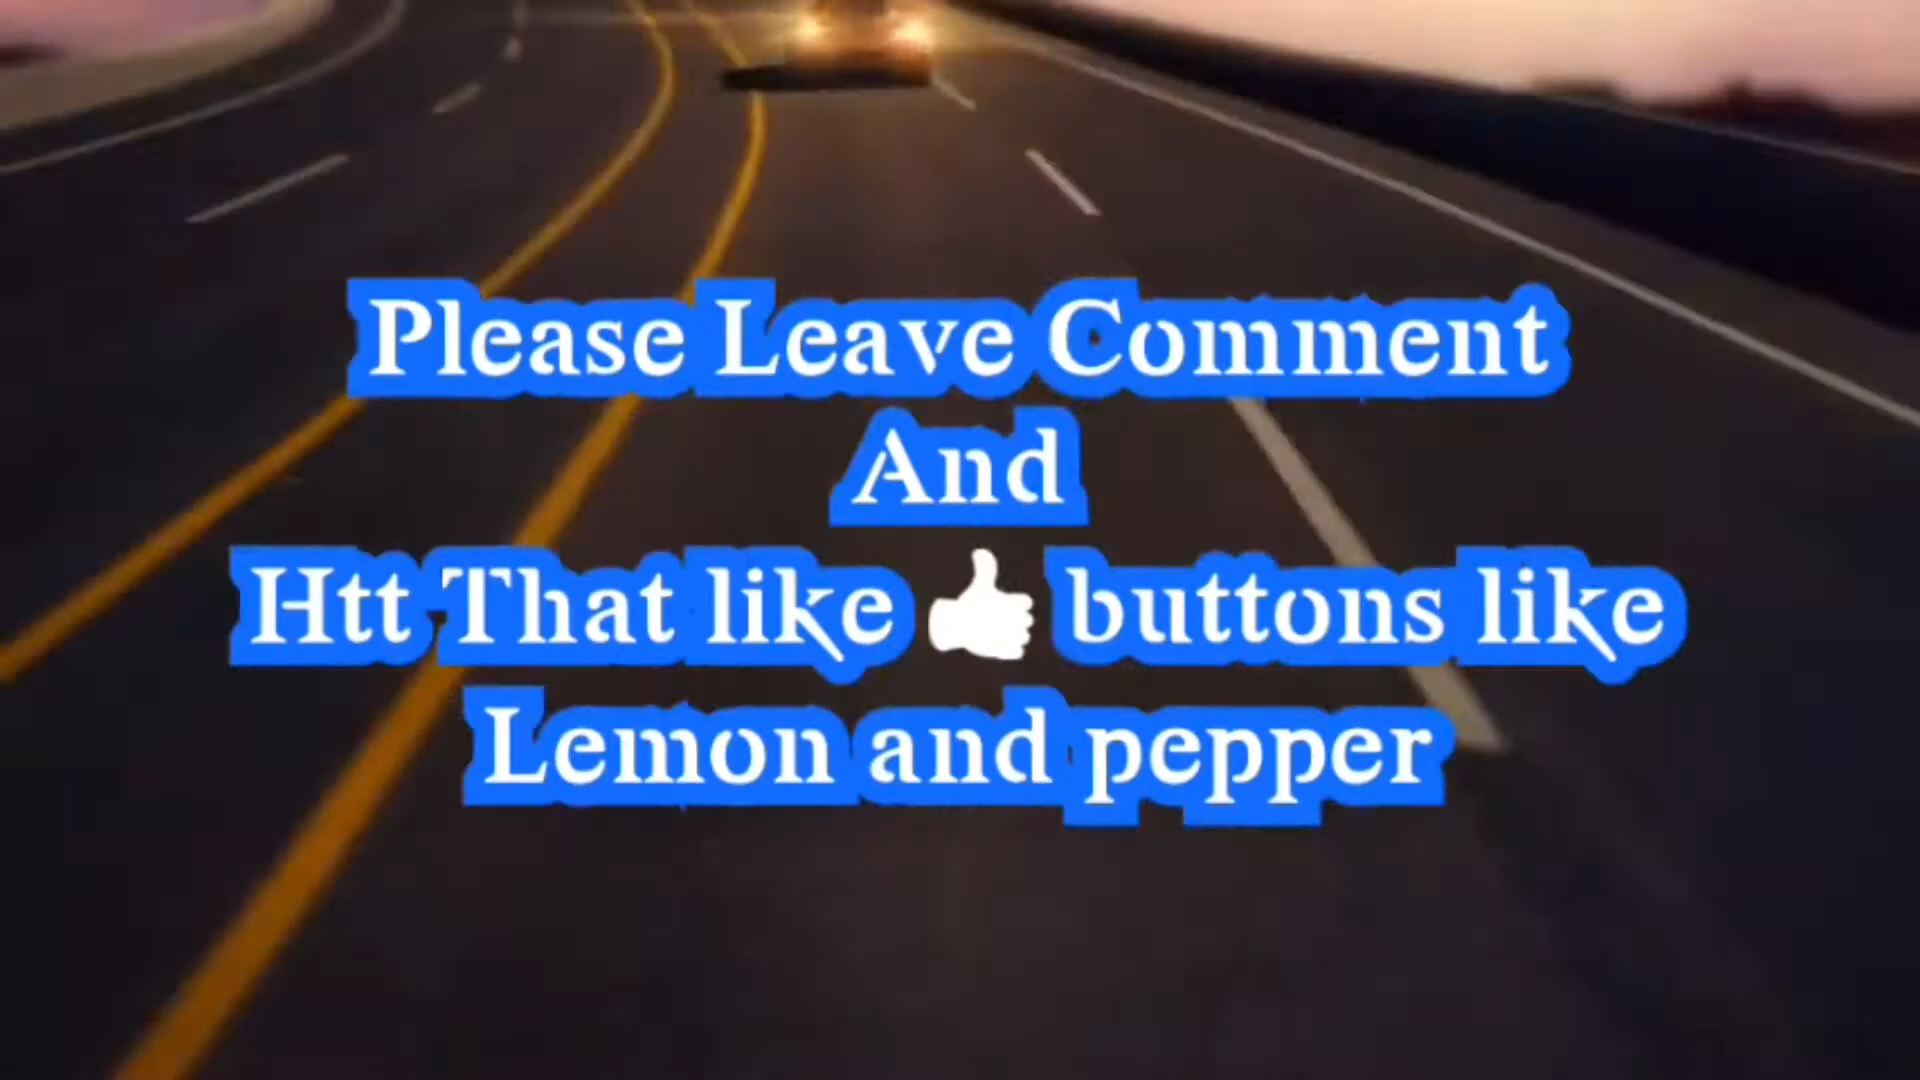 Please Leave Comment
And
Htt That like 👍 buttons like
Lemon and pepper